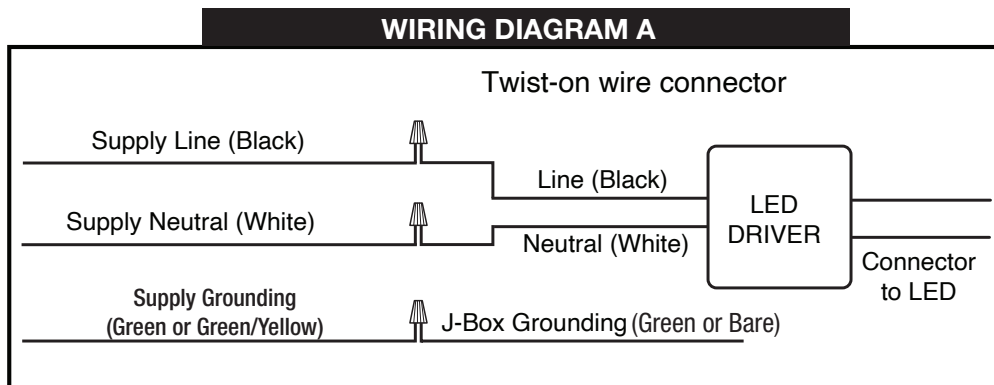 WIRING DIAGRAM A
Twist-on wire connector
Supply Line (Black)
Line (Black)
Supply Neutral (White)
Neutral (White)
LED
DRIVER
Connector
to LED
Supply Grounding
(Green or Green/Yellow)
J-Box Grounding (Green or Bare)